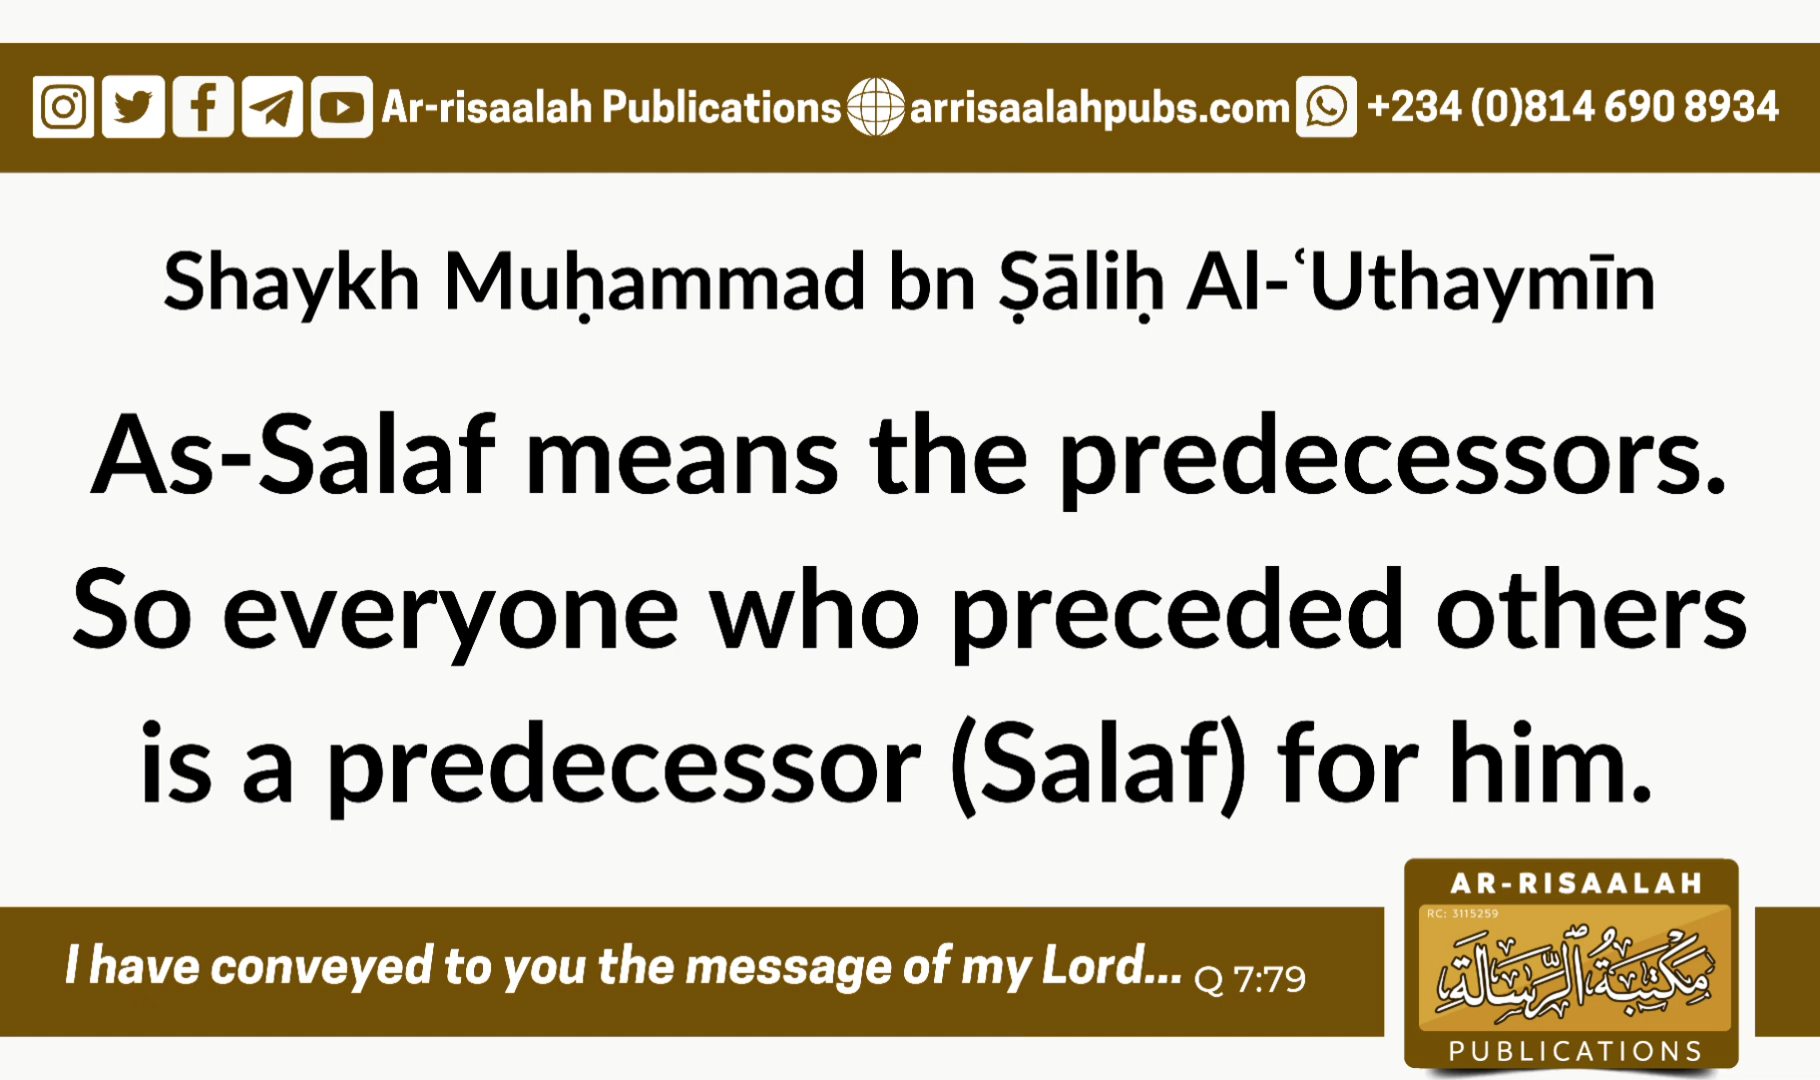 Ar-risaalah Publications arrisaalahpubs.com +234 (0)814 690 8934
Shaykh Muḥammad bn Ṣāliḥ Al-ʿUthaymīn
As-Salaf means the predecessors.
So everyone who preceded others
is a predecessor (Salaf) for him.
I have conveyed to you the message of my Lord... Q 7:79
AR-RISAALAH
RC: 3115259
مكتبة الرسالة
PUBLICATIONS